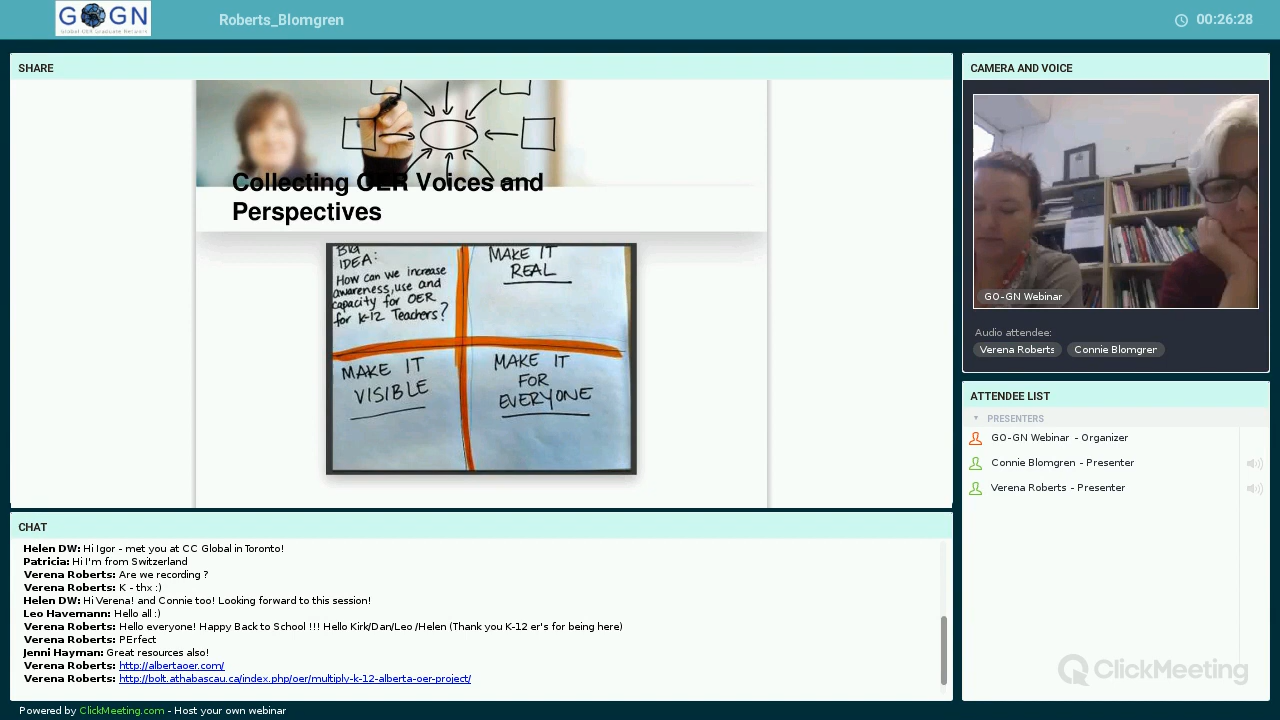 GOGN
Global OER Graduate Network
Roberts_Blomgren
00:26:28
SHARE
Collecting OER Voices and
Perspectives
BIG
IDEA:
How can we increase
awareness, use and
capacity for OER
for K-12 Teachers?
MAKE IT
REAL
MAKE IT
VISIBLE
MAKE IT
FOR
EVERYONE
CAMERA AND VOICE
GO-GN Webinar
Audio attendee:
Verena Roberts Connie Blomgren
ATTENDEE LIST
PRESENTERS
GO-GN Webinar - Organizer
Connie Blomgren - Presenter
Verena Roberts - Presenter
ClickMeeting
CHAT
Helen DW: Hi Igor - met you at CC Global in Toronto!
Patricia: Hi I'm from Switzerland
Verena Roberts: Are we recording ?
Verena Roberts: K - thx :)
Helen DW: Hi Verena! and Connie too! Looking forward to this session!
Leo Havemann: Hello all :)
Verena Roberts: Hello everyone! Happy Back to School !!! Hello Kirk/Dan/Leo /Helen (Thank you K-12 er's for being here)
Verena Roberts: PErfect
Jenni Hayman: Great resources also!
Verena Roberts: http://albertaoer.com/
Verena Roberts: http://bolt.athabascau.ca/index.php/oer/multiply-k-12-alberta-oer-project/
Powered by ClickMeeting.com - Host your own webinar